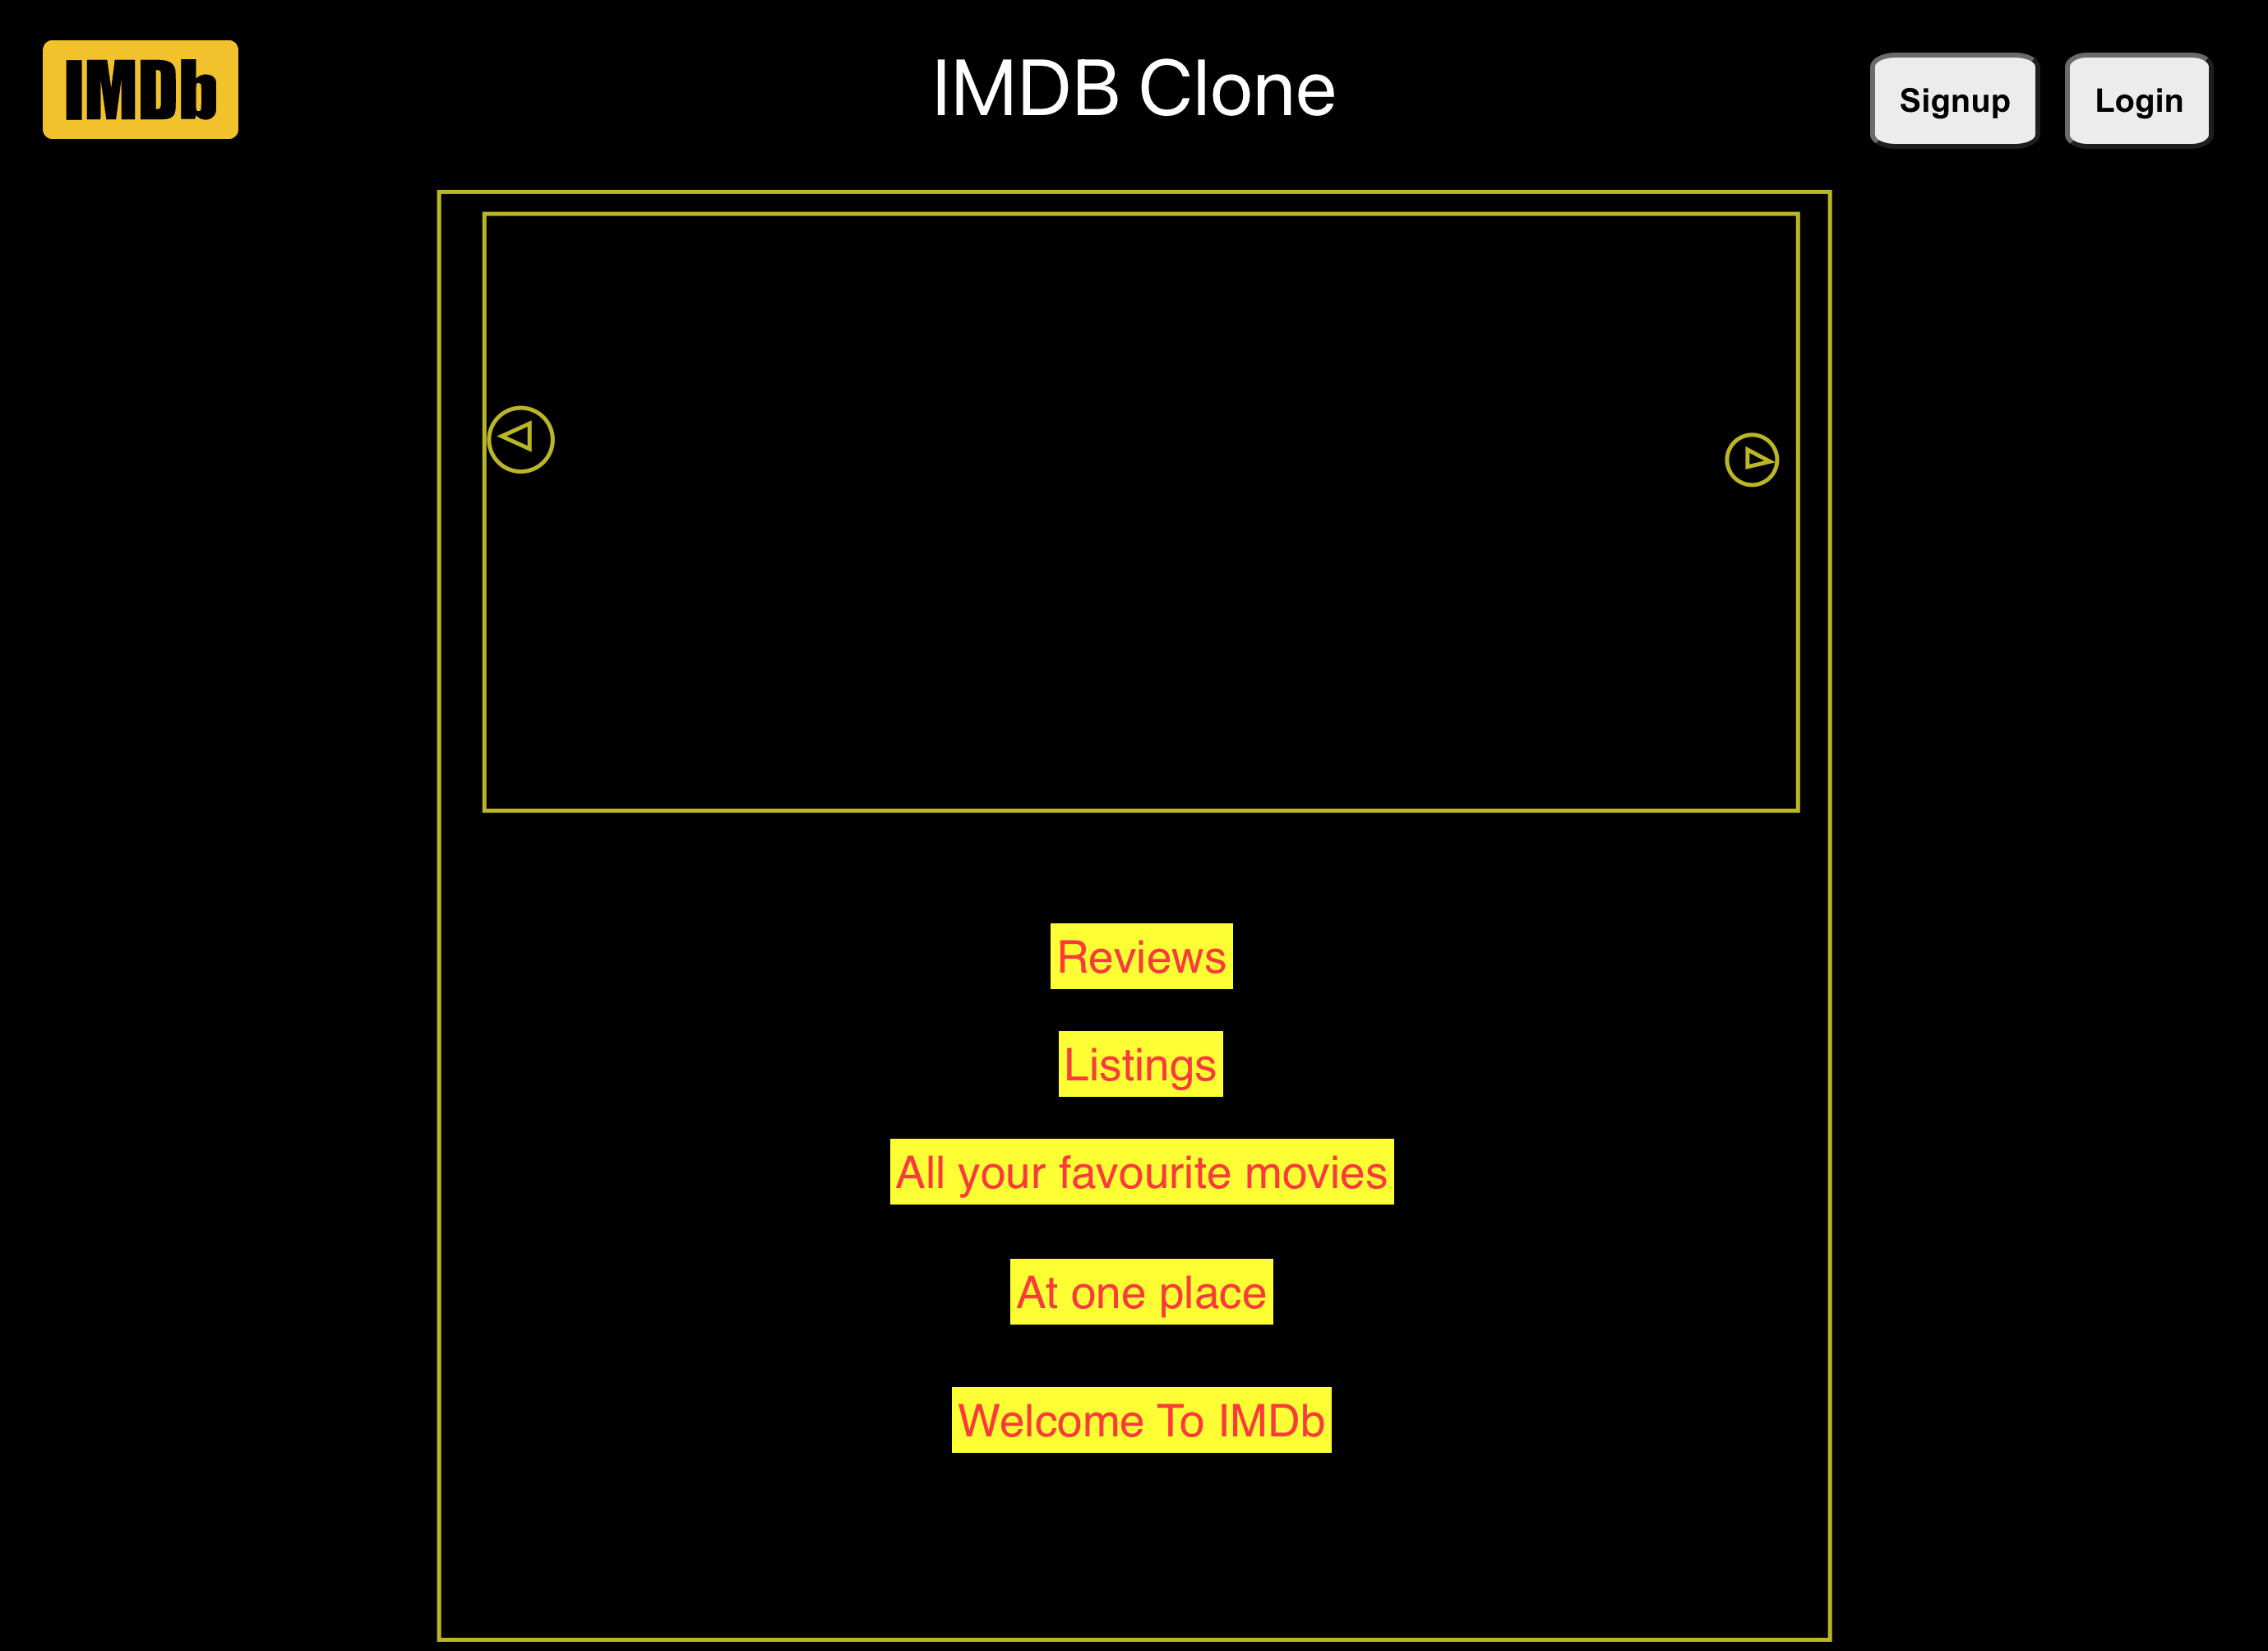 IMDb
IMDB Clone
Signup
Login
Reviews
Listings
All your favourite movies
At one place
Welcome To IMDb